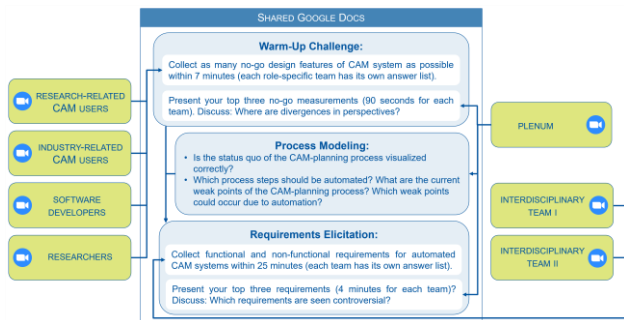 SHARED GOOGLE DOCS
Warm-Up Challenge:
Collect as many no-go design features of CAM system as possible
within 7 minutes (each role-specific team has its own answer list).
Present your top three no-go measurements (90 seconds for each
team). Discuss: Where are divergences in perspectives?
Process Modeling:
• Is the status quo of the CAM-planning process visualized
correctly?
• Which process steps should be automated? What are the current
weak points of the CAM-planning process? Which weak points
could occur due to automation?
Requirements Elicitation:
Collect functional and non-functional requirements for automated
CAM systems within 25 minutes (each team has its own answer list).
Present your top three requirements (4 minutes for each team)?
Discuss: Which requirements are seen controversial?
RESEARCH-RELATED
CAM USERS
INDUSTRY-RELATED
CAM USERS
SOFTWARE
DEVELOPERS
RESEARCHERS
PLENUM
INTERDISCIPLINARY
TEAM I
INTERDISCIPLINARY
TEAM II